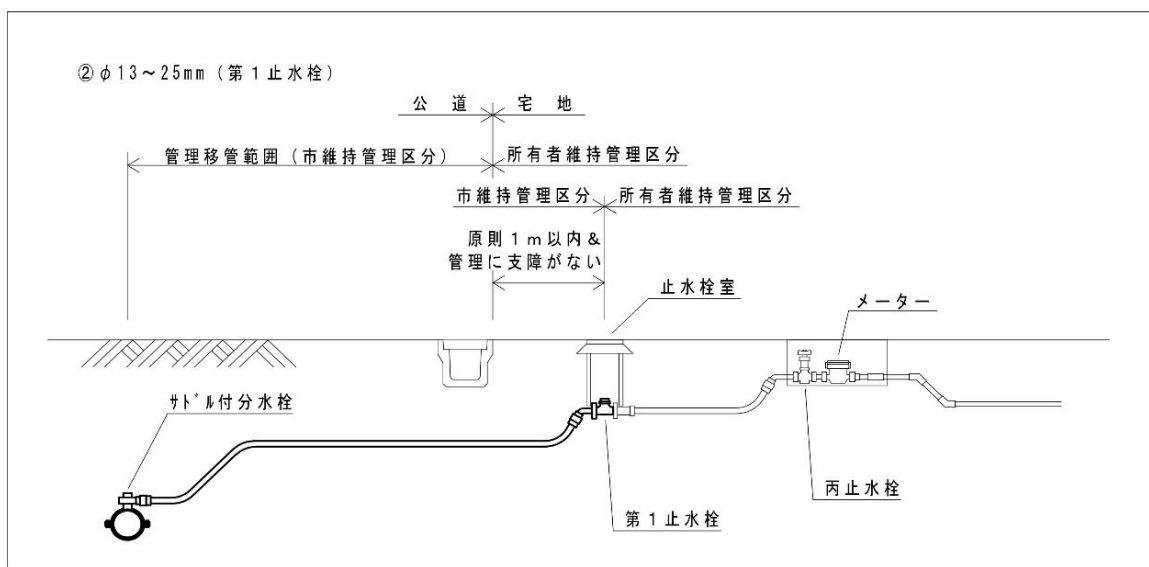 ②φ13～25mm（第１止水栓）
公 道
宅 地
管理移管範囲（市維持管理区分）
所有者維持管理区分
市維持管理区分
所有者維持管理区分
原則１ｍ以内＆
管理に支障がない
止水栓室
メーター
ｻﾄﾞﾙ付分水栓
丙止水栓
第１止水栓